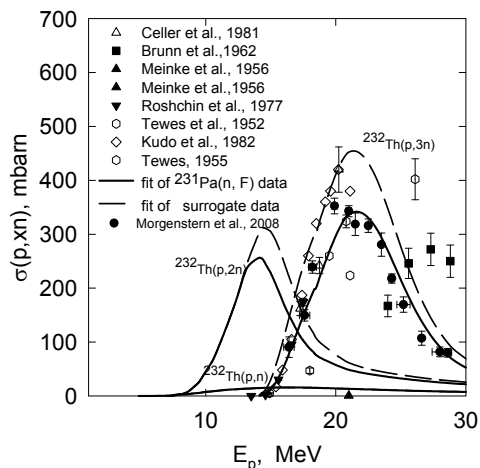 700
600
500
400
300
200
100
0
σ(p,xn), mbarn
Celler et al., 1981
Brunn et al.,1962
Meinke et al., 1956
Meinke et al., 1956
Roshchin et al., 1977
Tewes et al., 1952
Kudo et al., 1982
Tewes, 1955
fit of ²³¹Pa(n, F) data
fit of surrogate data
Morgenstern et al., 2008
²³²Th(p,3n)
²³²Th(p,2n)
²³²Th(p,n)
10
15
20
25
30
Eₚ, MeV